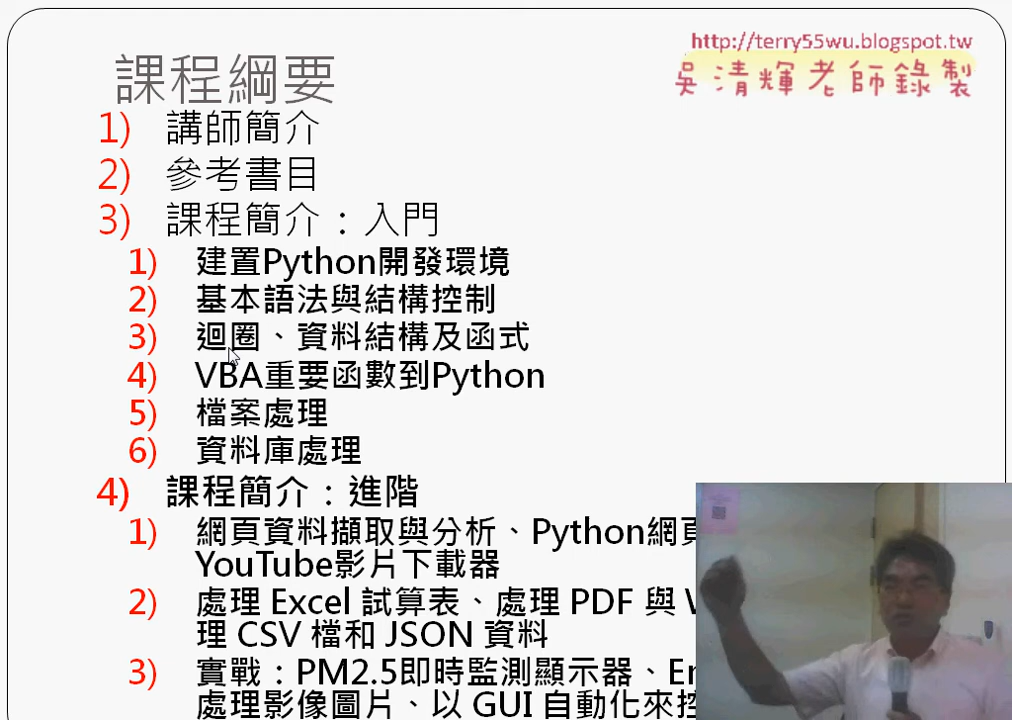 http://terry55wu.blogspot.tw
吳清輝老師錄製
課程綱要
1) 講師簡介
2) 參考書目
3) 課程簡介：入門
1) 建置Python開發環境
2) 基本語法與結構控制
3) 迴圈、資料結構及函式
4) VBA重要函數到Python
5) 檔案處理
6) 資料庫處理
4) 課程簡介：進階
1) 網頁資料擷取與分析、Python網
YouTube影片下載器
2) 處理 Excel 試算表、處理 PDF 與
理 CSV 檔和 JSON 資料
3) 實戰：PM2.5即時監測顯示器、
處理影像圖片、以 GUI 自動化來